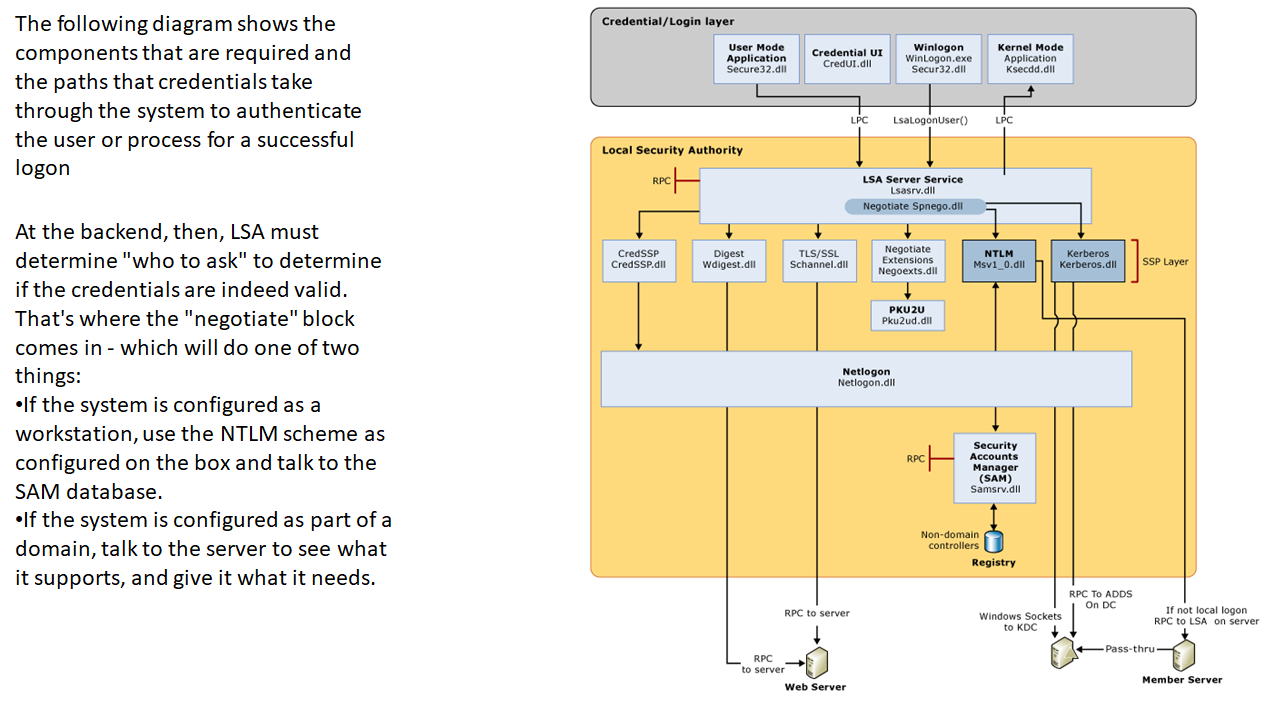 The following diagram shows the
components that are required and
the paths that credentials take
through the system to authenticate
the user or process for a successful
logon
At the backend, then, LSA must
determine "who to ask" to determine
if the credentials are indeed valid.
That's where the "negotiate" block
comes in - which will do one of two
things:
•If the system is configured as a
workstation, use the NTLM scheme as
configured on the box and talk to the
SAM database.
•If the system is configured as part of a
domain, talk to the server to see what
it supports, and give it what it needs.
Credential/Login layer
User Mode
Application
Secure32.dll
Credential UI
CredUI.dll
Winlogon
WinLogon.exe
Secur32.dll
Kernel Mode
Application
Ksecdd.dll
LPC
LsaLogonUser()
LPC
Local Security Authority
RPC
LSA Server Service
Lsasrv.dll
Negotiate Spnego.dll
CredSSP
CredSSP.dll
Digest
Wdigest.dll
TLS/SSL
Schannel.dll
Negotiate
Extensions
Negoexts.dll
NTLM
Msv1_0.dll
Kerberos
Kerberos.dll
SSP Layer
PKU2U
Pku2ud.dll
Netlogon
Netlogon.dll
RPC
Security
Accounts
Manager
(SAM)
Samsrv.dll
Non-domain
controllers
Registry
RPC to server
RPC
to server
Web Server
Windows Sockets
to KDC
RPC To ADDS
On DC
If not local logon
RPC to LSA on server
Pass-thru
Member Server